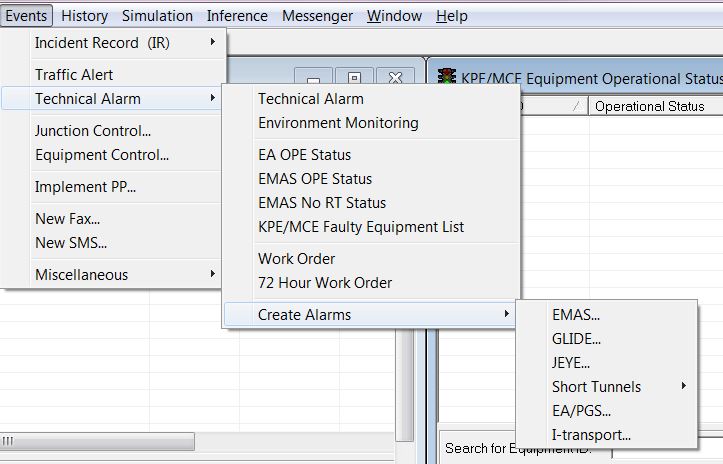 Events History Simulation Inference Messenger Window Help
Incident Record (IR)
Traffic Alert
Technical Alarm
Junction Control...
Equipment Control...
Implement PP...
New Fax...
New SMS...
Miscellaneous
Technical Alarm
Environment Monitoring
EA OPE Status
EMAS OPE Status
EMAS No RT Status
KPE/MCE Faulty Equipment List
Work Order
72 Hour Work Order
Create Alarms
EMAS...
GLIDE...
JEYE...
Short Tunnels
EA/PGS...
I-transport...
KPE/MCE Equipment Operational Status
Operational Status
Search for Equipment ID: